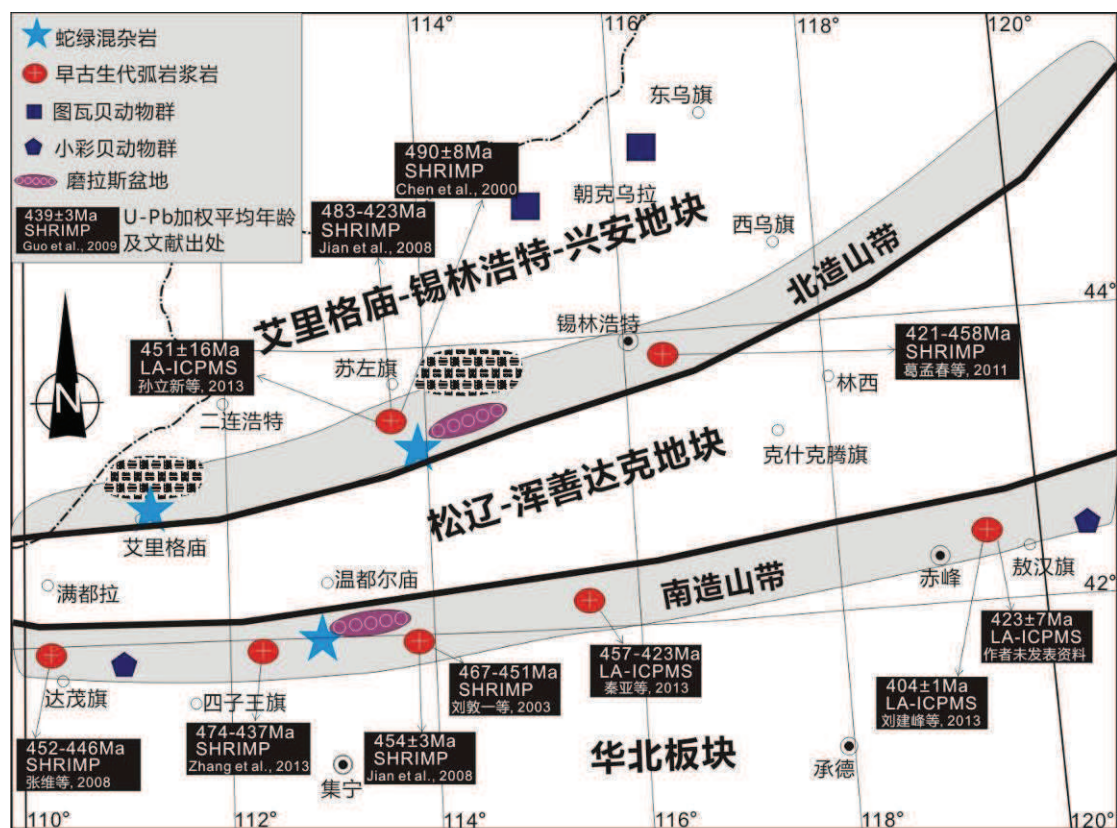 114°
116°
118°
120°
蛇绿混杂岩
早古生代弧岩浆岩
图瓦贝动物群
小彩贝动物群
磨拉斯盆地
439±3Ma
SHRIMP
Guo et al., 2009
U-Pb加权平均年龄
及文献出处
东乌旗
490±8Ma
SHRIMP
Chen et al., 2000
朝克乌拉
483-423Ma
SHRIMP
Jian et al., 2008
西乌旗
艾里格庙-锡林浩特-兴安地块
北造山带
44°
锡林浩特
451±16Ma
LA-ICPMS
孙立新等, 2013
苏左旗
421-458Ma
SHRIMP
葛孟春等, 2011
林西
N
二连浩特
克什克腾旗
松辽-浑善达克地块
艾里格庙
满都拉
温都尔庙
南造山带
赤峰
敖汉旗
42°
达茂旗
四子王旗
467-451Ma
SHRIMP
刘敦一等, 2003
457-423Ma
LA-ICPMS
秦亚等, 2013
423±7Ma
LA-ICPMS
作者未发表资料
404±1Ma
LA-ICPMS
刘建峰等, 2013
452-446Ma
SHRIMP
张维等, 2008
474-437Ma
SHRIMP
Zhang et al., 2013
454±3Ma
SHRIMP
Jian et al., 2008
集宁
华北板块
承德
110°
112°
114°
116°
118°
120°